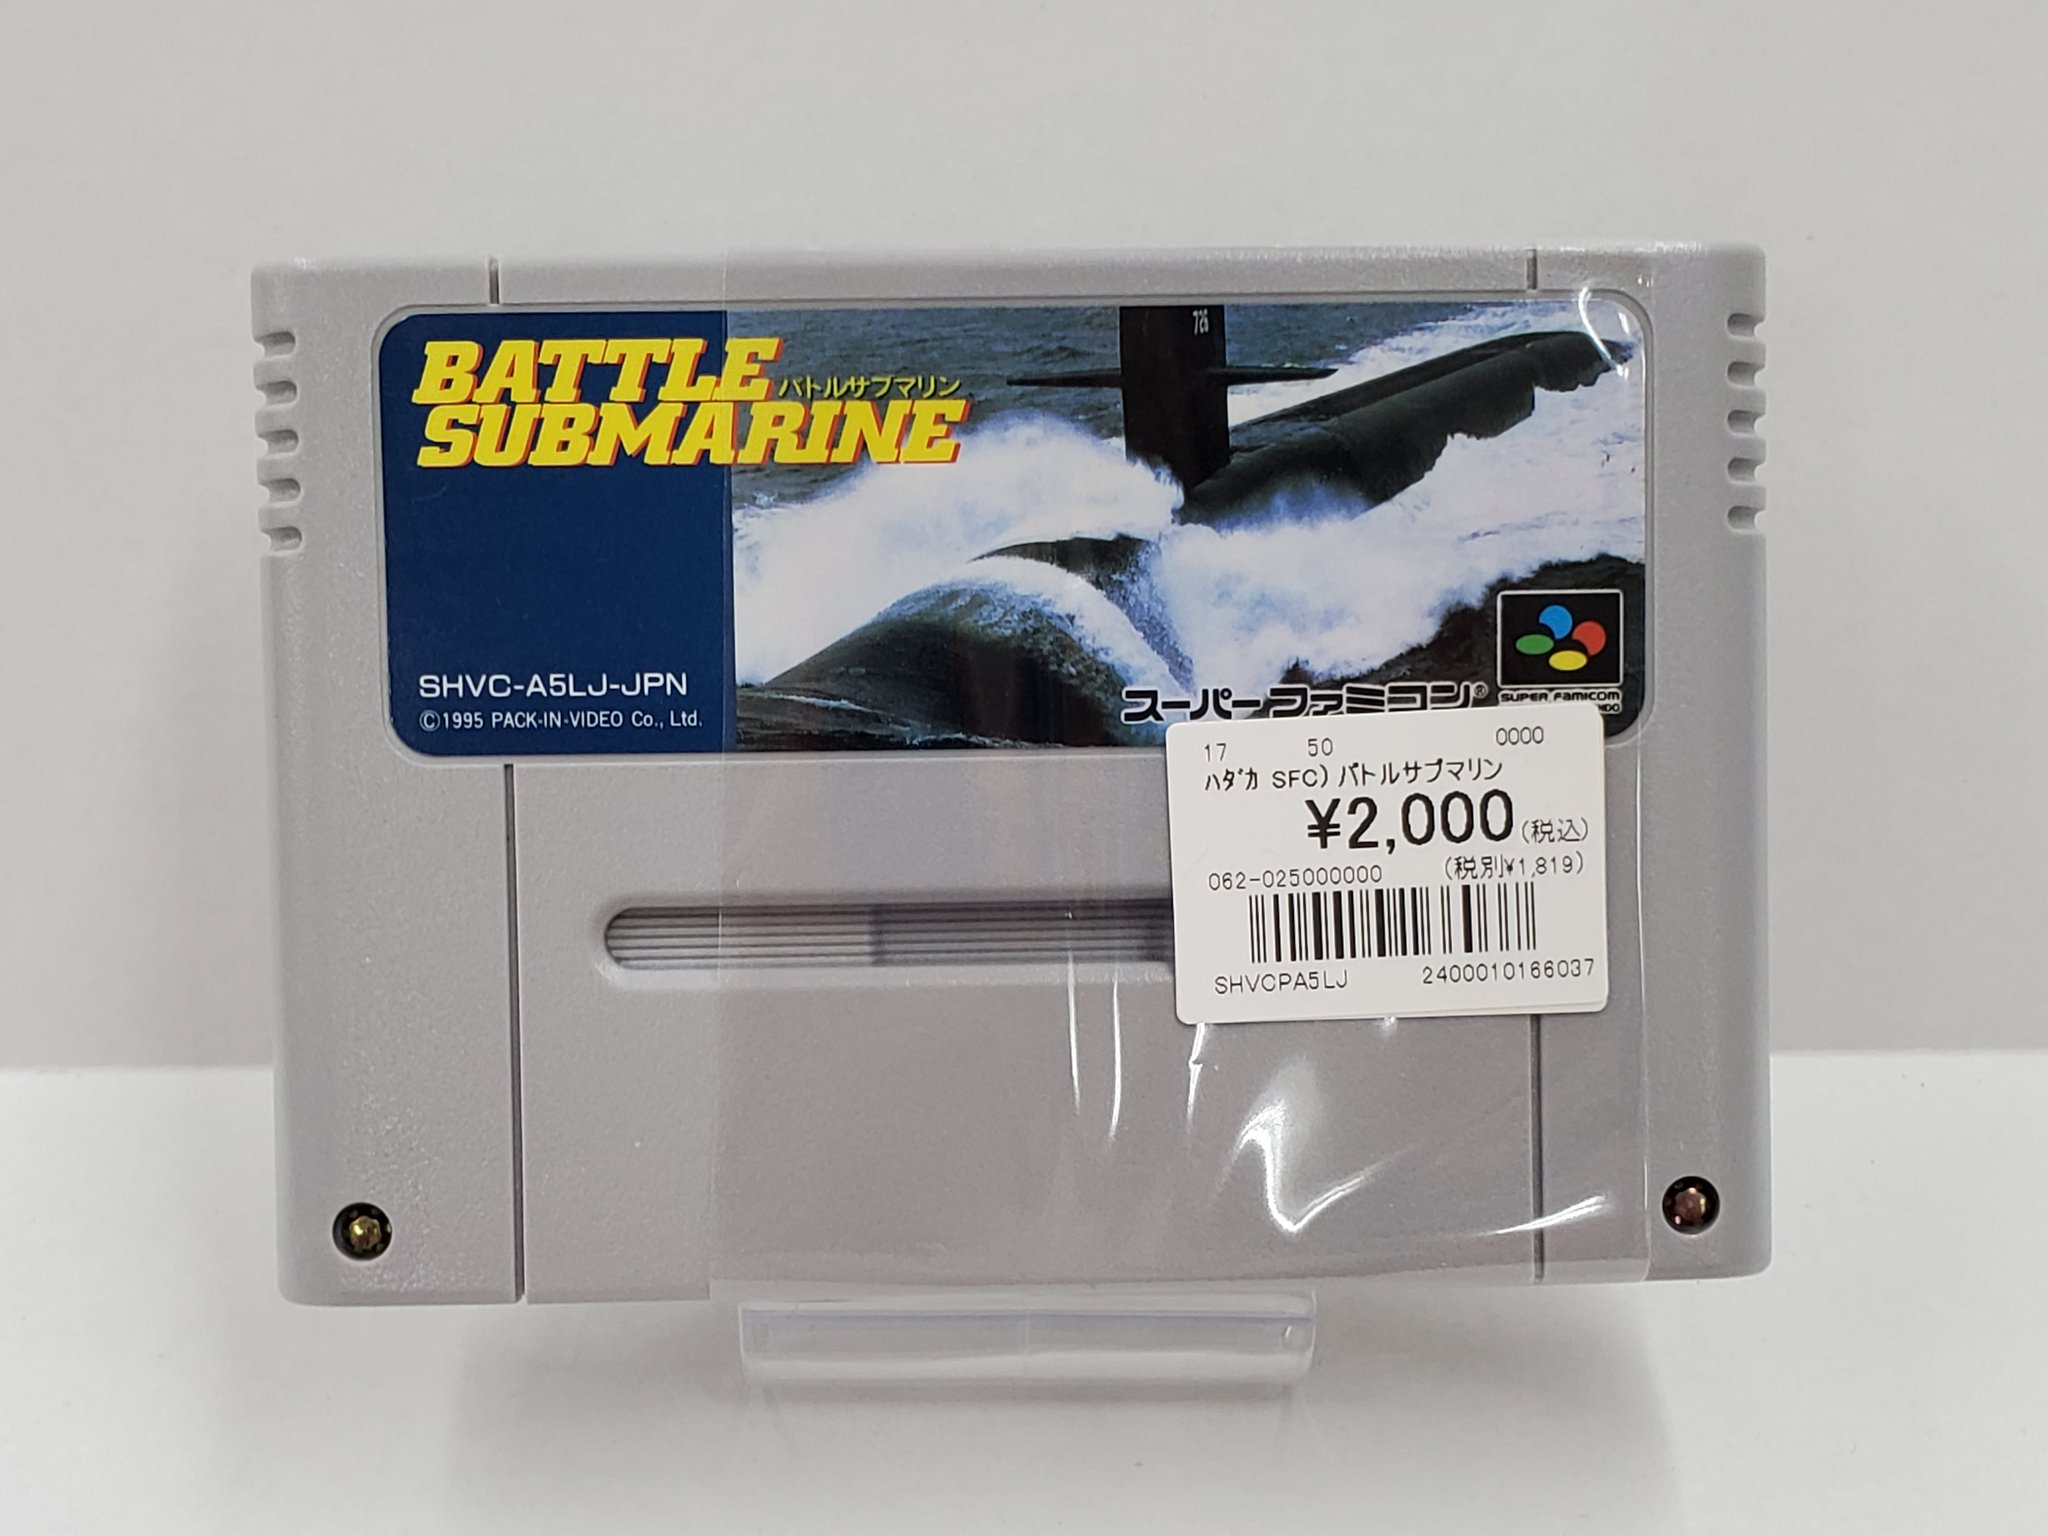 BATTLE
バトルサブマリン
SUBMARINE
726
SHVC-A5LJ-JPN
©1995 PACK-IN-VIDEO Co., Ltd.
スーパーファミコン®
SUPER FAMICOM
17 50 0000
ハダカ SFC) バトルサブマリン
¥2,000(税込)
(税別¥1,819)
062-025000000
SHVCPA5LJ 2400010166037